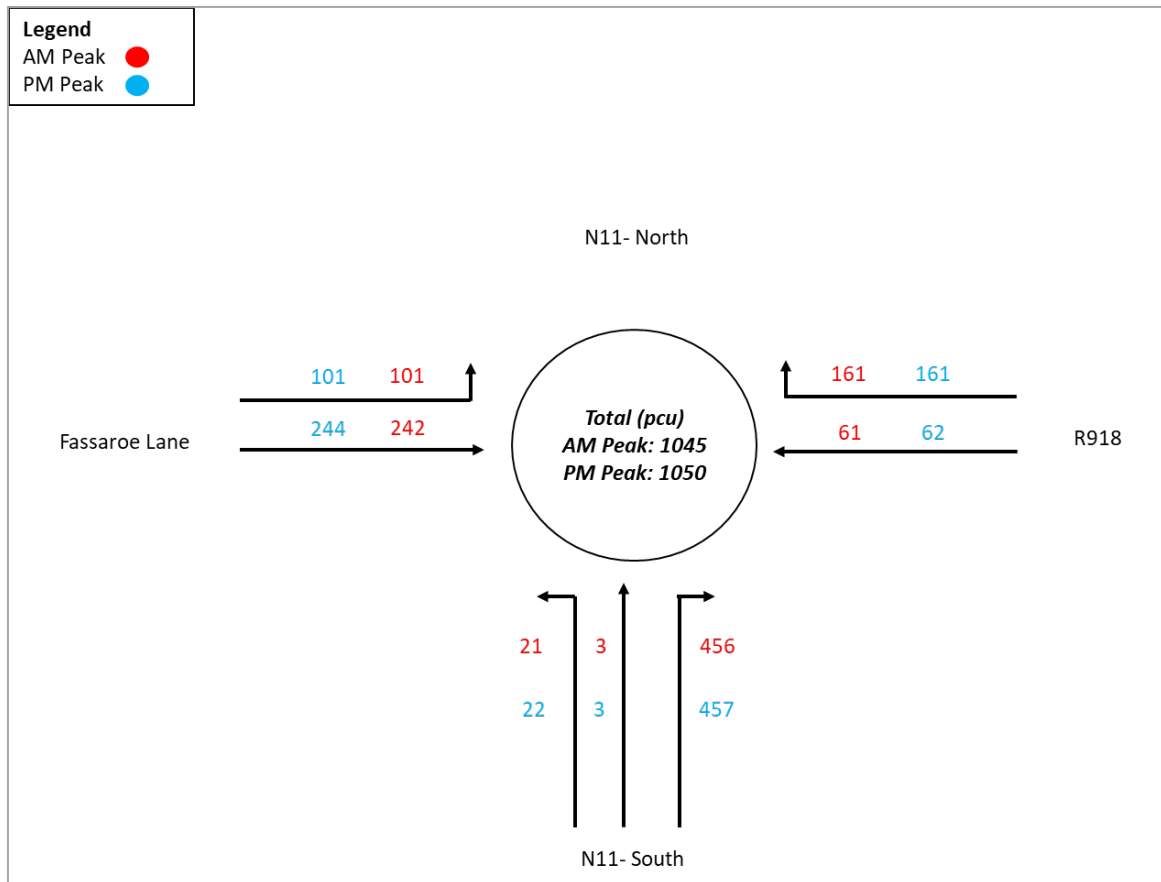 Legend
AM Peak
PM Peak
N11- North
101 101
161 161
244 242
61 62
Fassaroe Lane
R918
Total (pcu)
AM Peak: 1045
PM Peak: 1050
21 3 456
22 3 457
N11- South